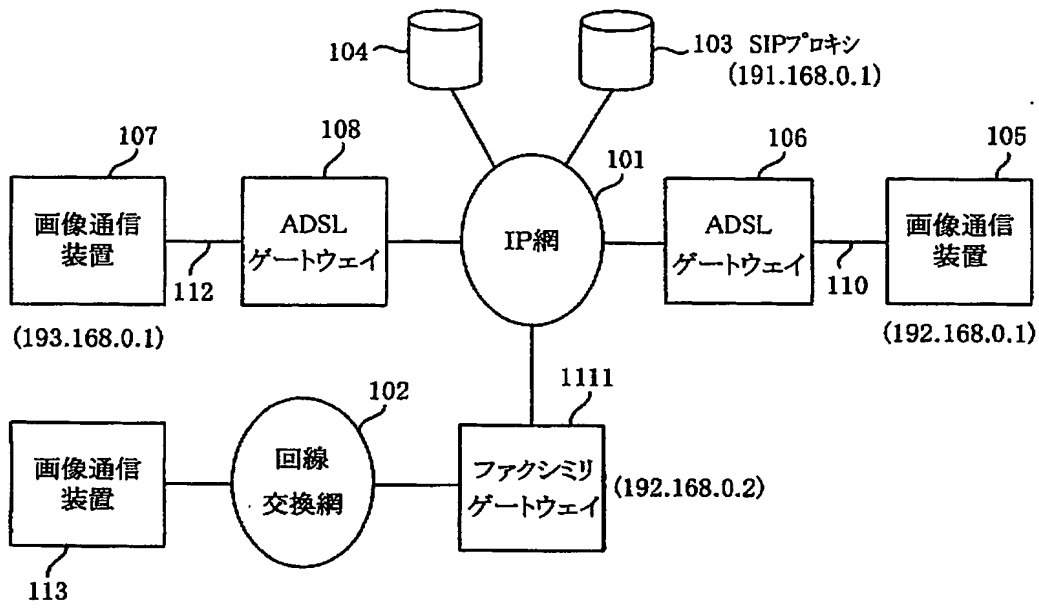 104
103 SIPプロキシ
(191.168.0.1)
107
108
101
106
105
画像通信
装置
ADSL
ゲートウェイ
IP網
ADSL
ゲートウェイ
画像通信
装置
112
110
(193.168.0.1)
(192.168.0.1)
102
1111
画像通信
装置
回線
交換網
ファクシミリ
ゲートウェイ
(192.168.0.2)
113